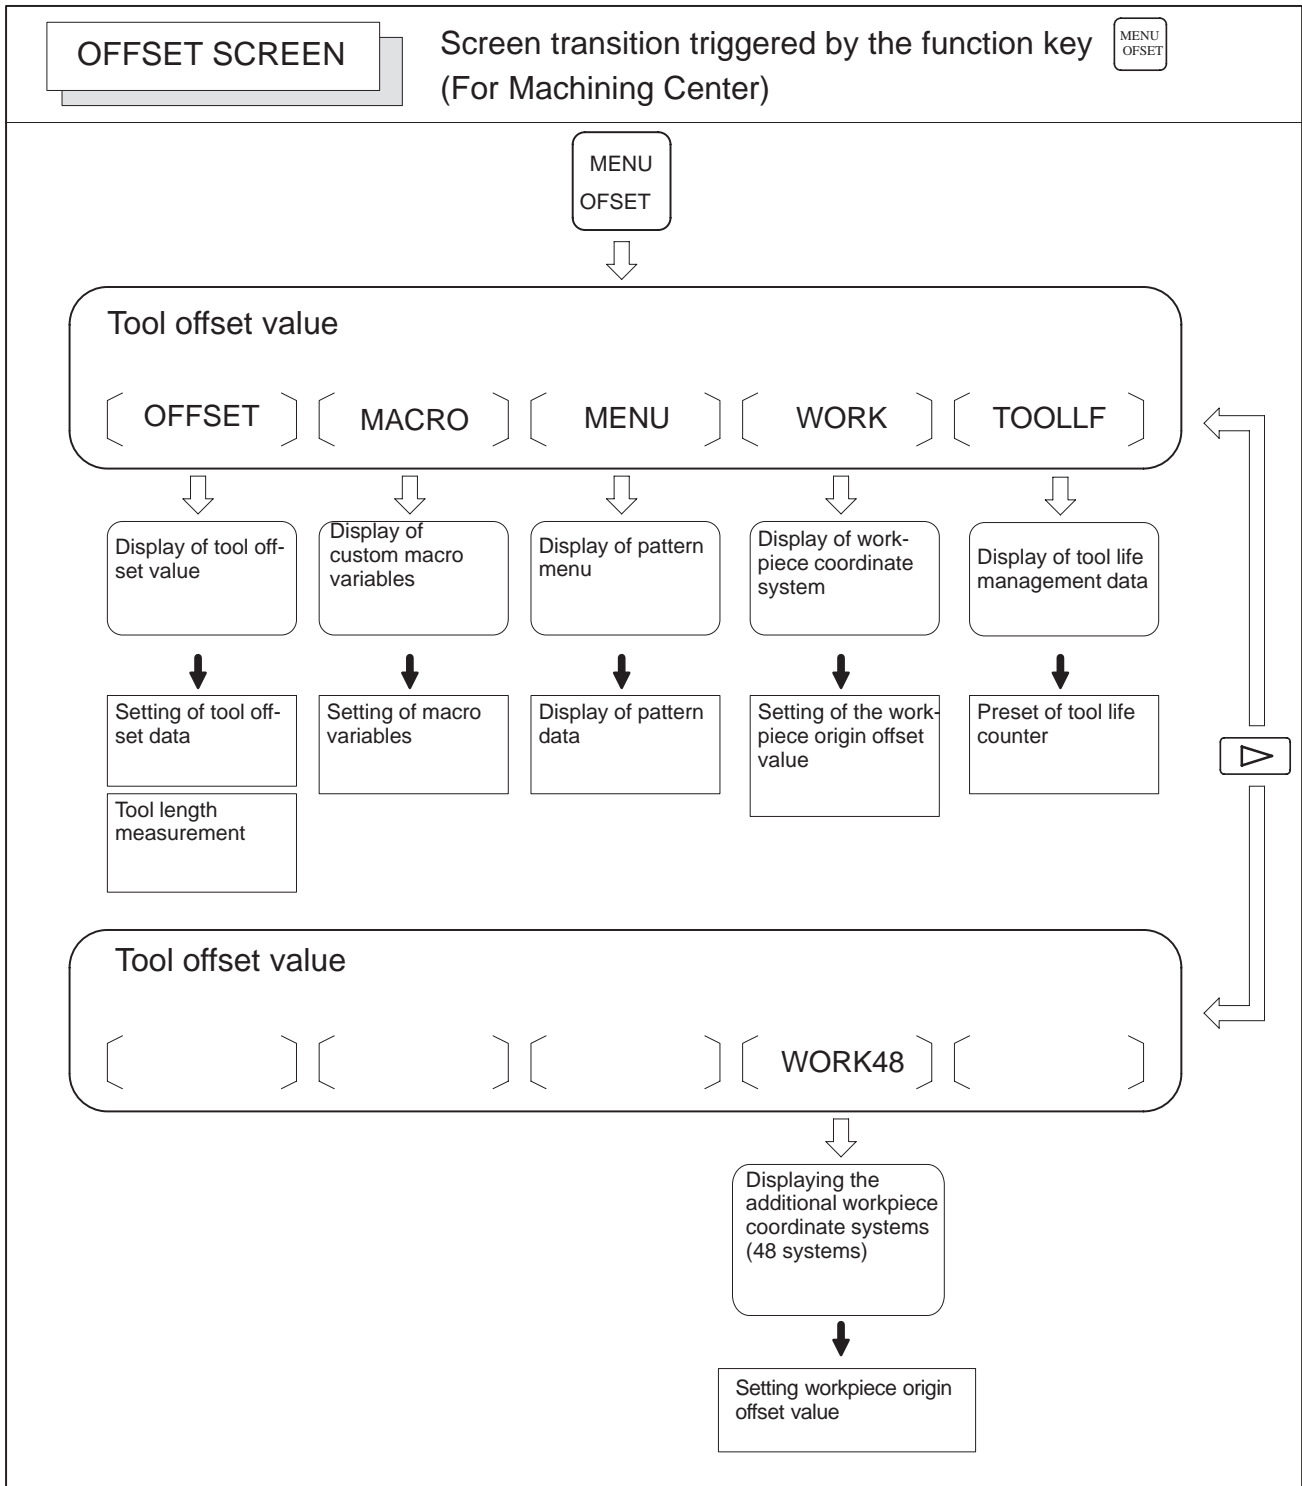 OFFSET SCREEN
Screen transition triggered by the function key
MENU
OFSET
(For Machining Center)
MENU
OFSET
Tool offset value
OFFSET
MACRO
MENU
WORK
TOOLLF
Display of tool off-
set value
Display of
custom macro
variables
Display of pattern
menu
Display of work-
piece coordinate
system
Display of tool life
management data
Setting of tool off-
set data
Setting of macro
variables
Display of pattern
data
Setting of the work-
piece origin offset
value
Preset of tool life
counter
Tool length
measurement
Tool offset value
WORK48
Displaying the
additional workpiece
coordinate systems
(48 systems)
Setting workpiece origin
offset value